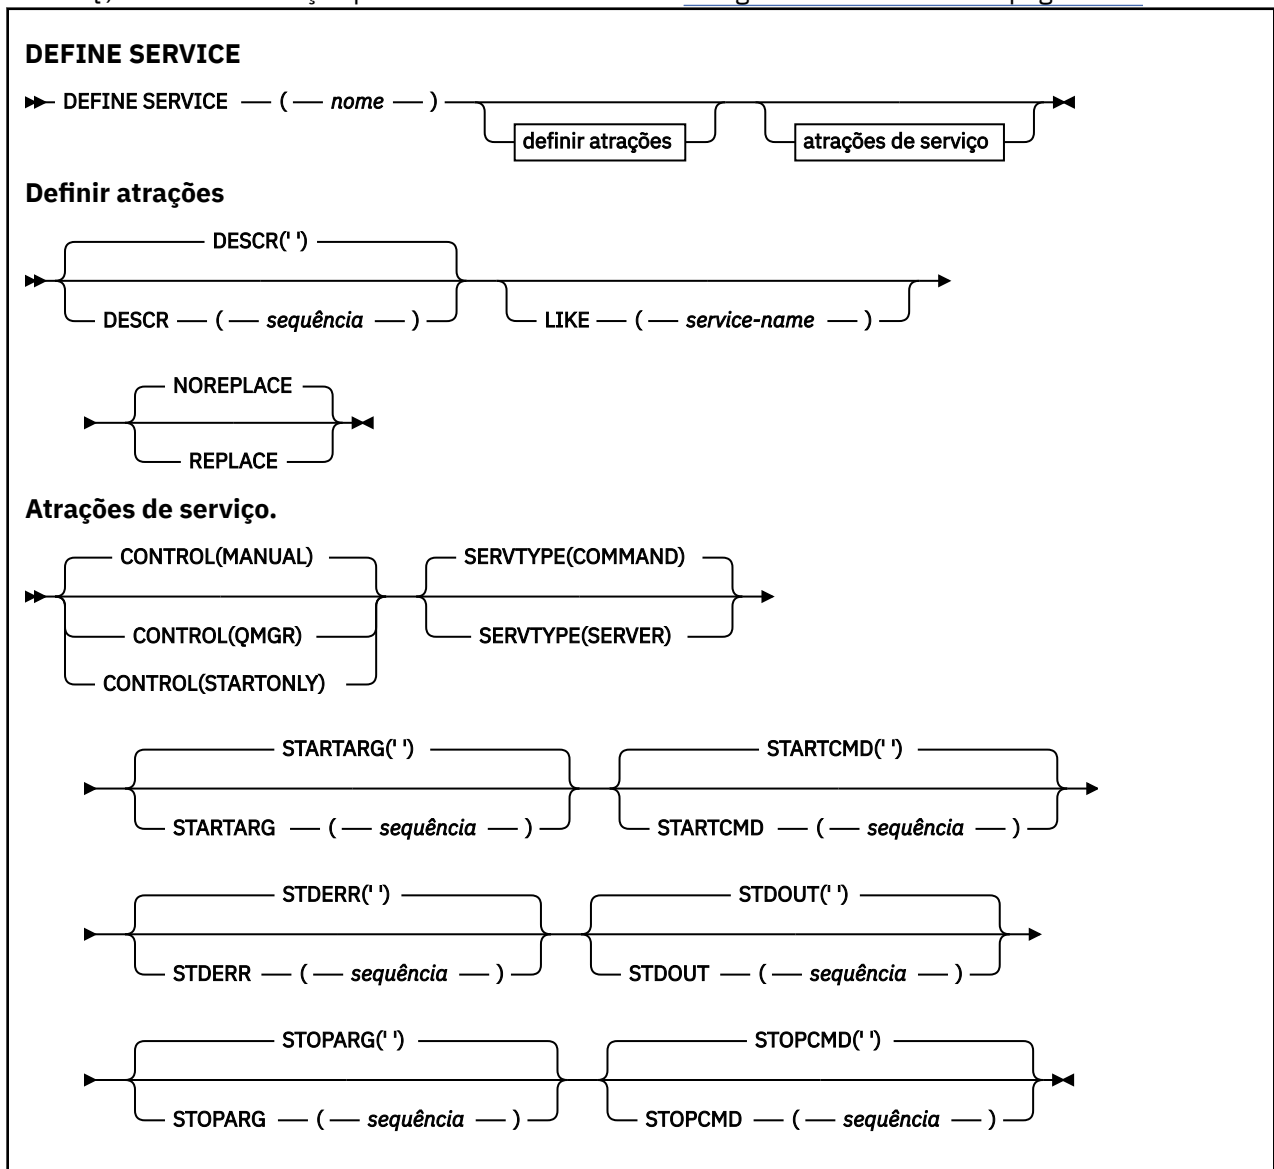 DEFINE SERVICE
DEFINE SERVICE ( nome )
definir atrações atrações de serviço
Definir atrações
DESCR(' ')
DESCR ( sequência ) LIKE ( service-name )
NOREPLACE
REPLACE
Atrações de serviço.
CONTROL(MANUAL) SERVTYPE(COMMAND)
CONTROL(QMGR) SERVTYPE(SERVER)
CONTROL(STARTONLY)
STARTARG(' ') STARTCMD(' ')
STARTARG ( sequência ) STARTCMD ( sequência )
STDERR(' ') STDOUT(' ')
STDERR ( sequência ) STDOUT ( sequência )
STOPARG(' ') STOPCMD(' ')
STOPARG ( sequência ) STOPCMD ( sequência )